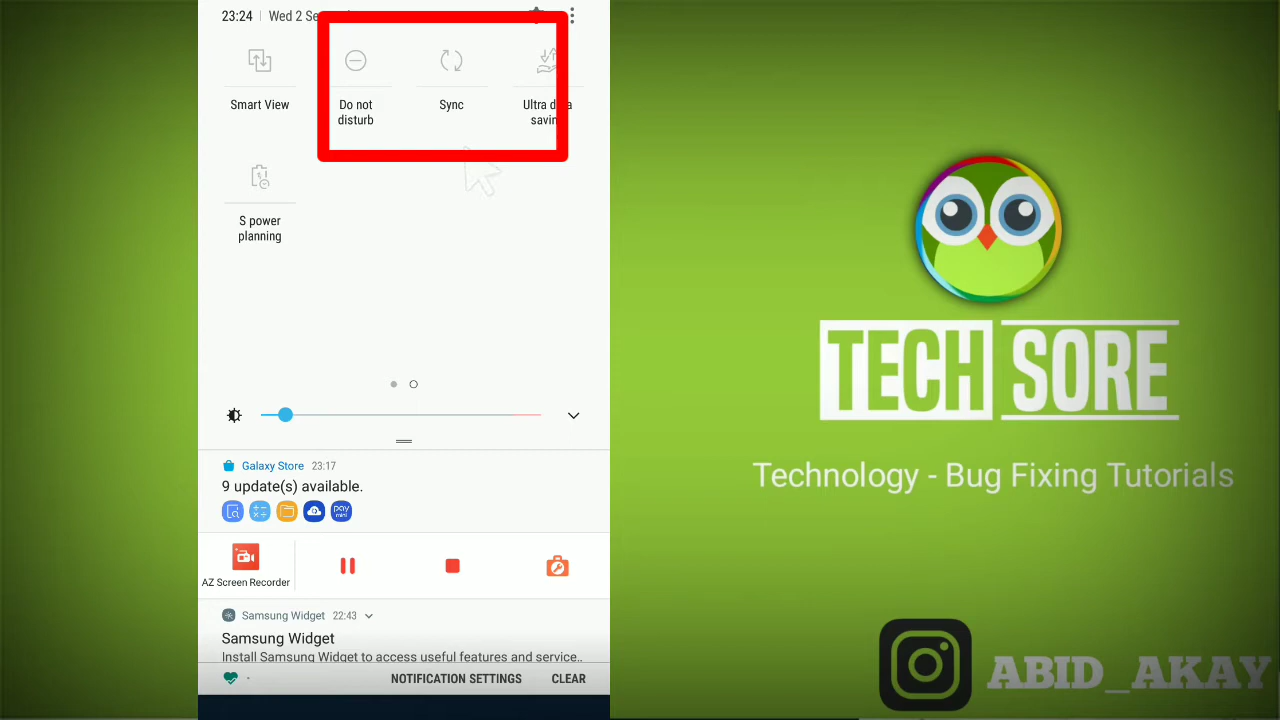 23:24 | Wed 2 Se
Smart View
Do not
disturb
Sync
Ultra d a
savin
S power
planning
Galaxy Store 23:17
9 update(s) available.
pay
mini
AZ Screen Recorder
Samsung Widget 22:43
Samsung Widget
Install Samsung Widget to access useful features and service..
NOTIFICATION SETTINGS CLEAR
TECH SORE
Technology - Bug Fixing Tutorials
ABID_AKAY